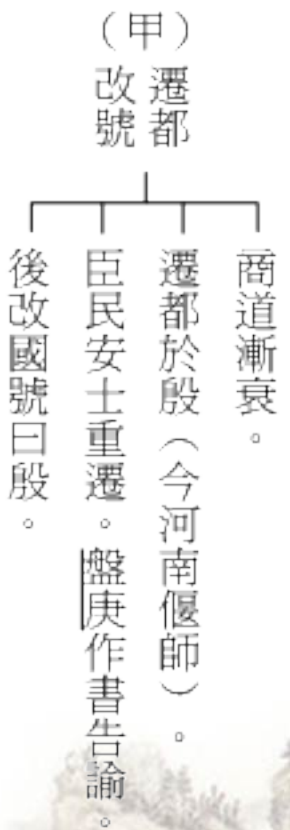 （甲）
遷都
改號
商道漸衰。
遷都於殷（今河南偃師）。
臣民安士重遷。盤庚作書告諭。
後改國號曰殷。